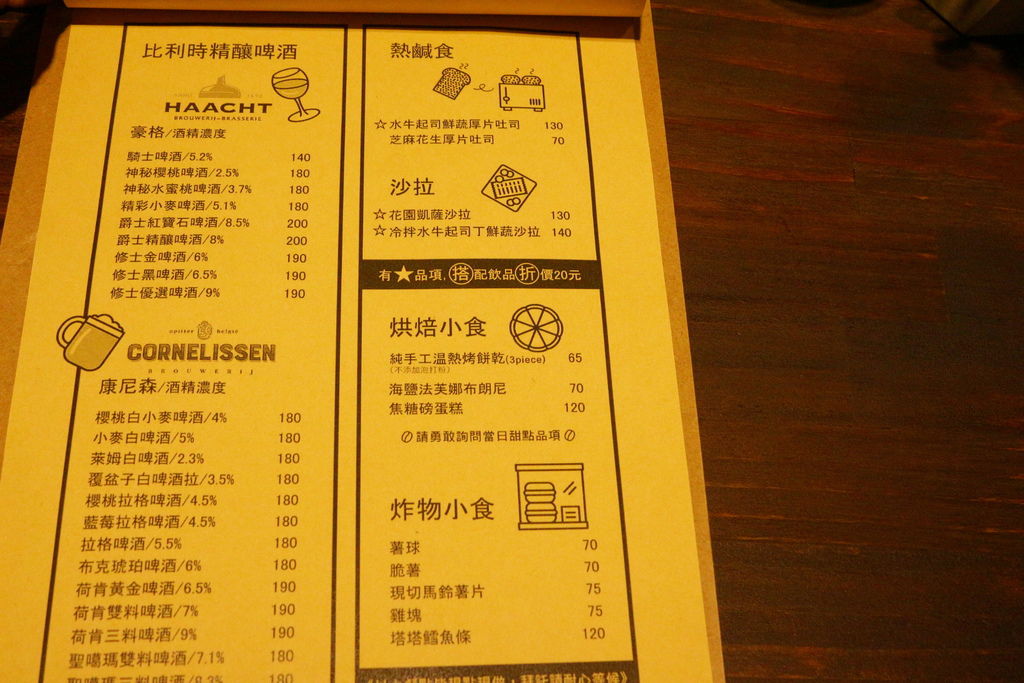 比利時精釀啤酒
HAACHT
BROUWERIJ-BRASSERIE
豪格/酒精濃度
騎士啤酒/5.2% 140
神秘櫻桃啤酒/2.5% 180
神秘水蜜桃啤酒/3.7% 180
精彩小麥啤酒/5.1% 180
爵士紅寶石啤酒/8.5% 200
爵士精釀啤酒/8% 200
修士金啤酒/6% 190
修士黑啤酒/6.5% 190
修士優選啤酒/9% 190
opitter belgië
CORNELISSEN
BROUWERIJ
康尼森/酒精濃度
櫻桃白小麥啤酒/4% 180
小麥白啤酒/5% 180
萊姆白啤酒/2.3% 180
覆盆子白啤酒拉/3.5% 180
櫻桃拉格啤酒/4.5% 180
藍莓拉格啤酒/4.5% 180
拉格啤酒/5.5% 180
布克琥珀啤酒/6% 180
荷肯黃金啤酒/6.5% 190
荷肯雙料啤酒/7% 190
荷肯三料啤酒/9% 190
聖噶瑪雙料啤酒/7.1% 180
聖噶瑪三料啤酒/8.3% 180
熱鹹食
☆水牛起司鮮蔬厚片吐司 130
芝麻花生厚片吐司 70
沙拉
☆花園凱薩沙拉 130
☆冷拌水牛起司丁鮮蔬沙拉 140
有★品項,搭配飲品折價20元
烘焙小食
純手工溫熱烤餅乾(3piece) 65
(不添加泡打粉)
海鹽法芙娜布朗尼 70
焦糖磅蛋糕 120
請勇敢詢問當日甜點品項
炸物小食
薯球 70
脆薯 70
現切馬鈴薯片 75
雞塊 75
塔塔鱈魚條 120